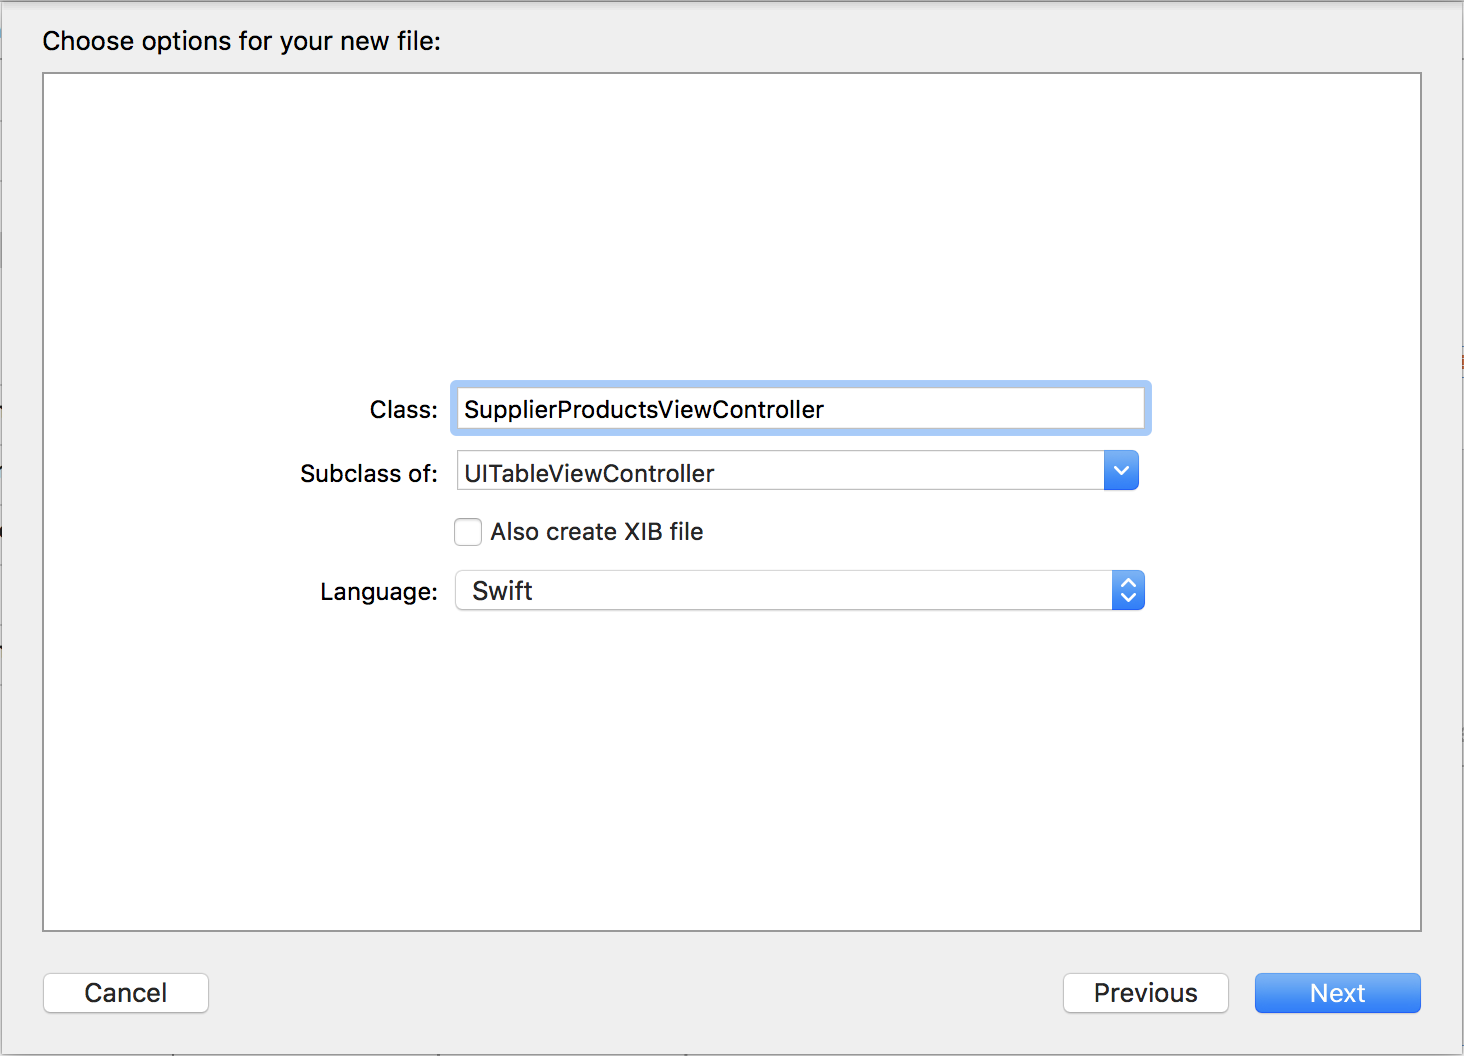 Choose options for your new file:
Class: SupplierProductsViewController
Subclass of: UITableViewController
Also create XIB file
Language: Swift
Cancel Previous Next